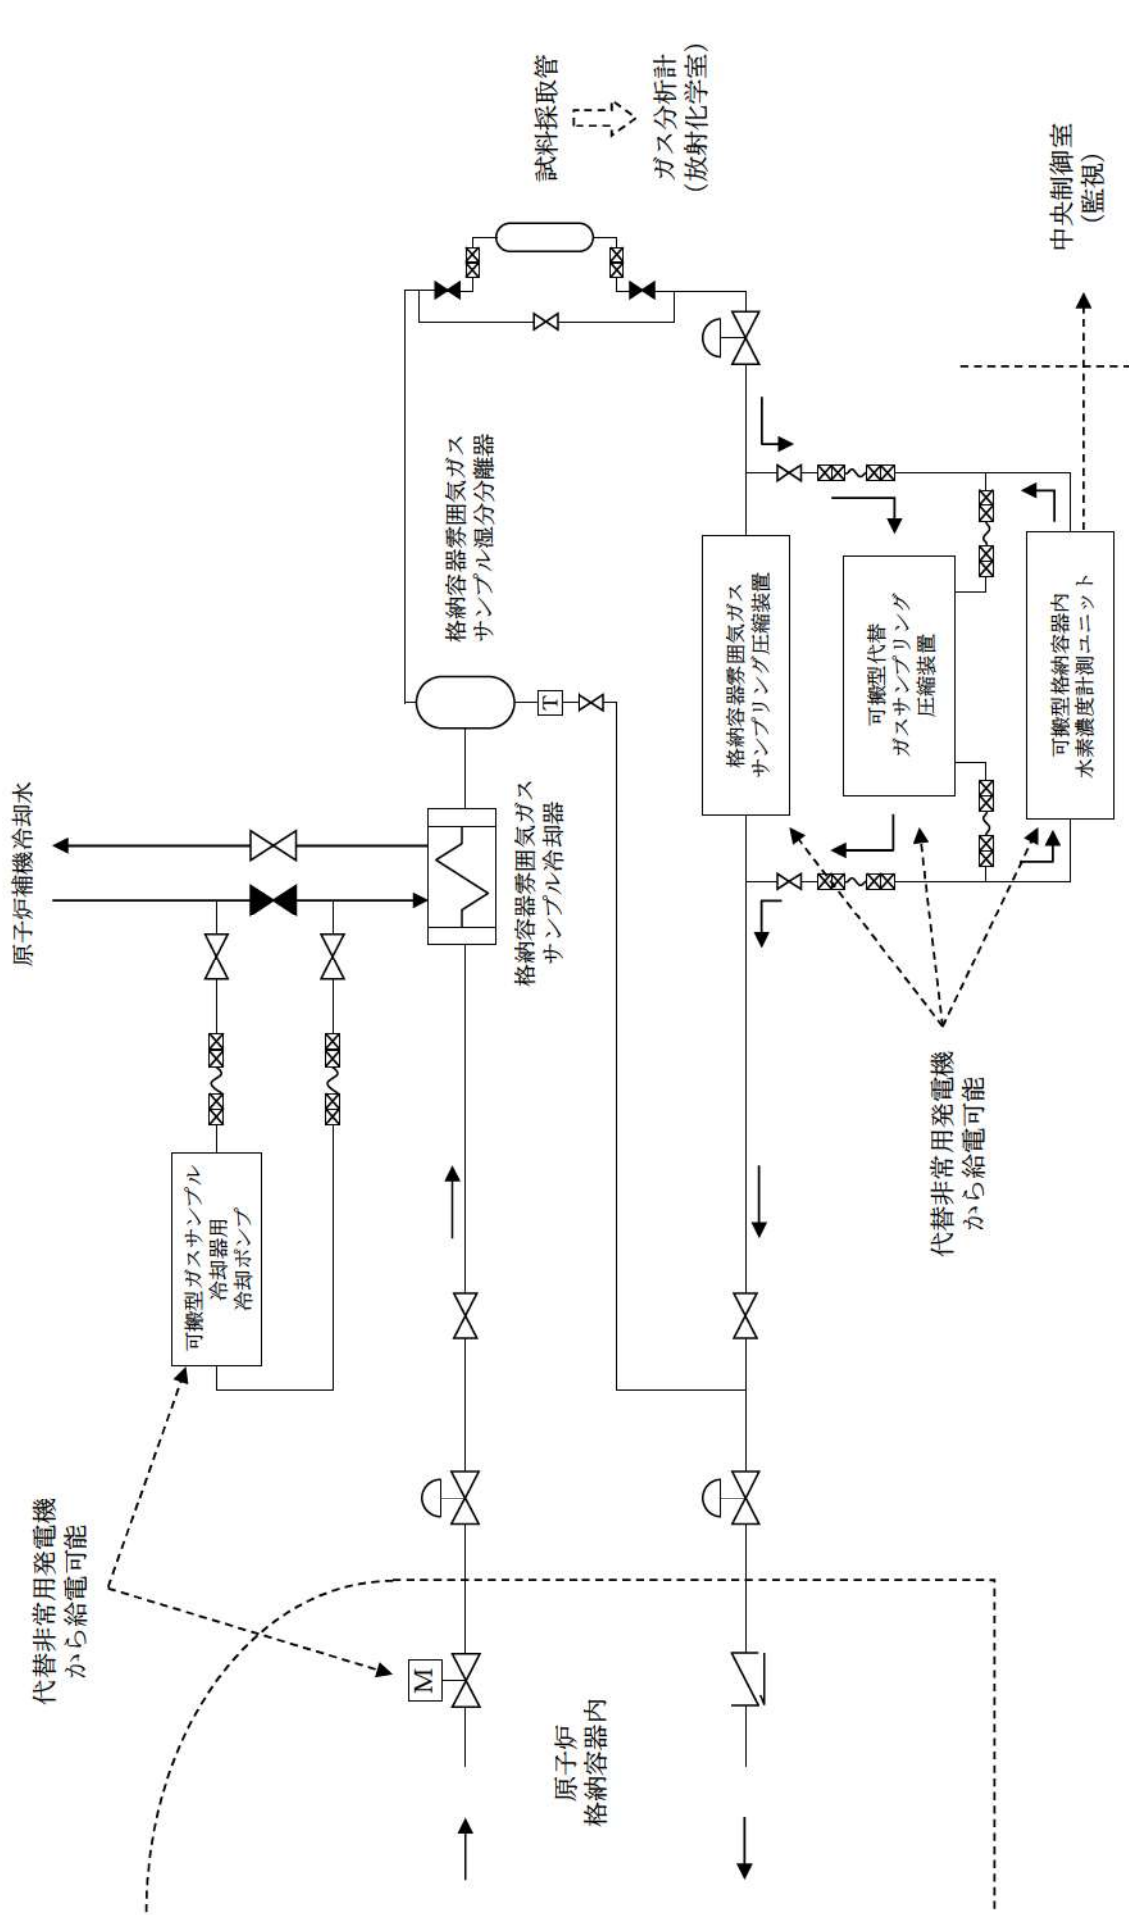 代替非常用発電機
から給電可能
可搬型ガスサンプル
冷却器用
冷却ポンプ
原子炉補機冷却水
M
原子炉
格納容器内
格納容器雰囲気ガス
サンプル冷却器
格納容器雰囲気ガス
サンプル湿分分離器
T
試料採取管
ガス分析計
(放射化学室)
格納容器雰囲気ガス
サンプリング圧縮装置
可搬型代替
ガスサンプリング
圧縮装置
可搬型格納容器内
水素濃度計測ユニット
代替非常用発電機
から給電可能
中央制御室
(監視)